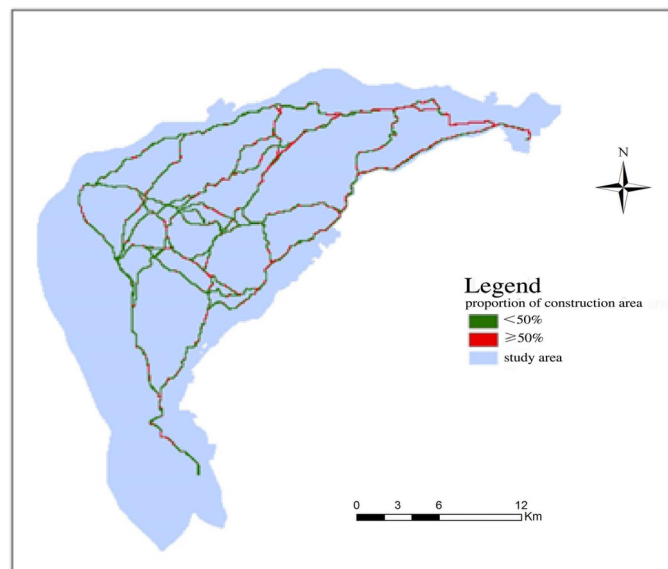 N
Legend
proportion of construction area
<50%
≥50%
study area
0 3 6 12
Km